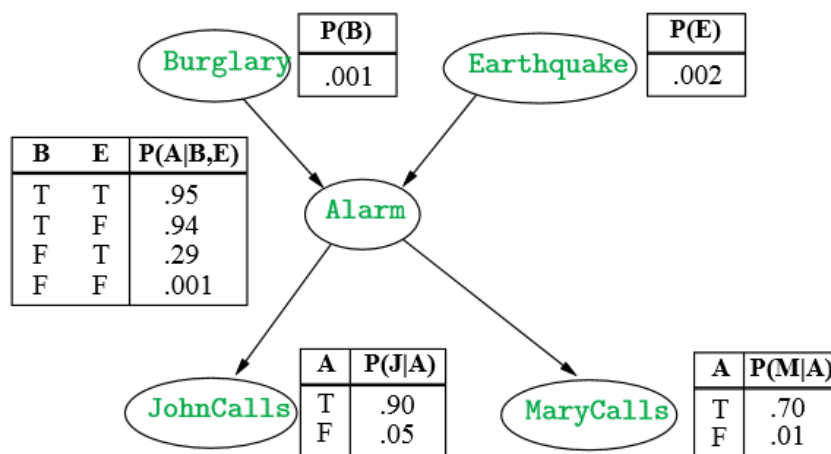 Burglary
P(B)
.001
Earthquake
P(E)
.002
B E P(A|B,E)
T T .95
T F .94
F T .29
F F .001
Alarm
JohnCalls
A P(J|A)
T .90
F .05
MaryCalls
A P(M|A)
T .70
F .01